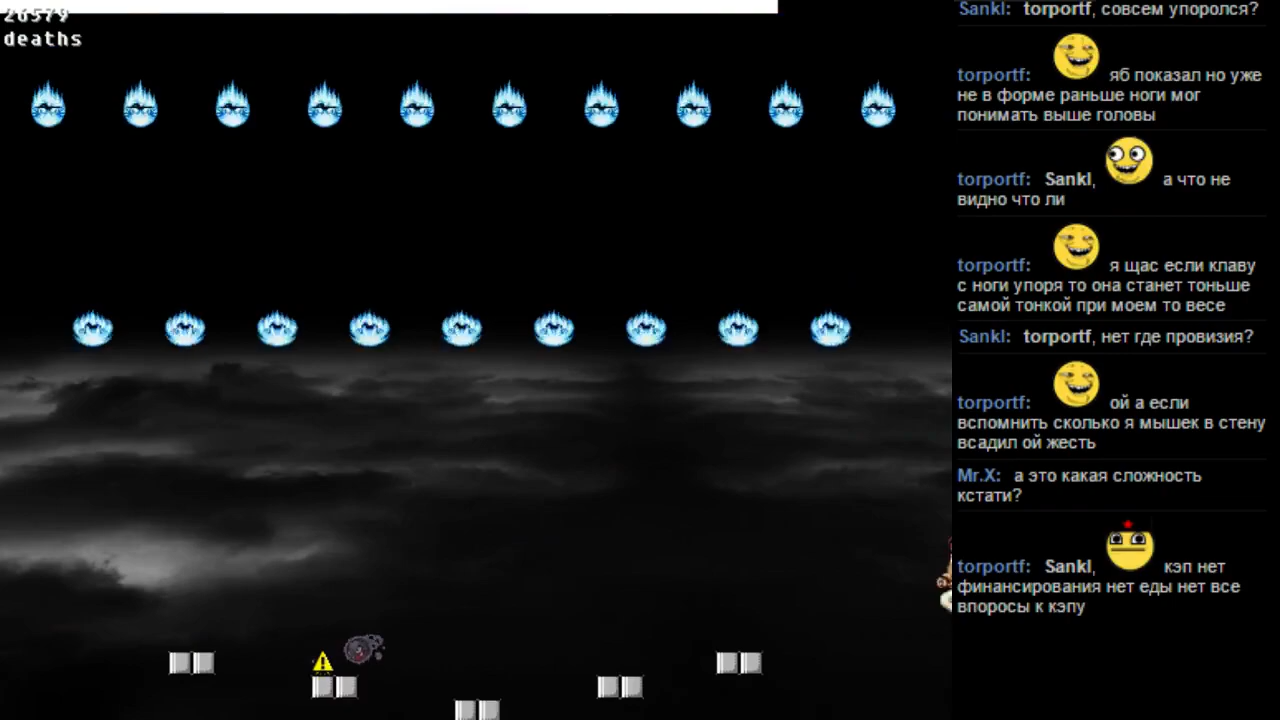 26579
deaths
Sankl: torportf, совсем упоролся?
torportf: яб показал но уже
не в форме раньше ноги мог
понимать выше головы
torportf: Sankl, а что не
видно что ли
torportf: я щас если клаву
с ноги упоря то она станет тоньше
самой тонкой при моем то весе
Sankl: torportf, нет где провизия?
torportf: ой а если
вспомнить сколько я мышек в стену
всадил ой жесть
Mr.X: а это какая сложность
кстати?
torportf: Sankl, кэп нет
финансирования нет еды нет все
впоросы к кэпу